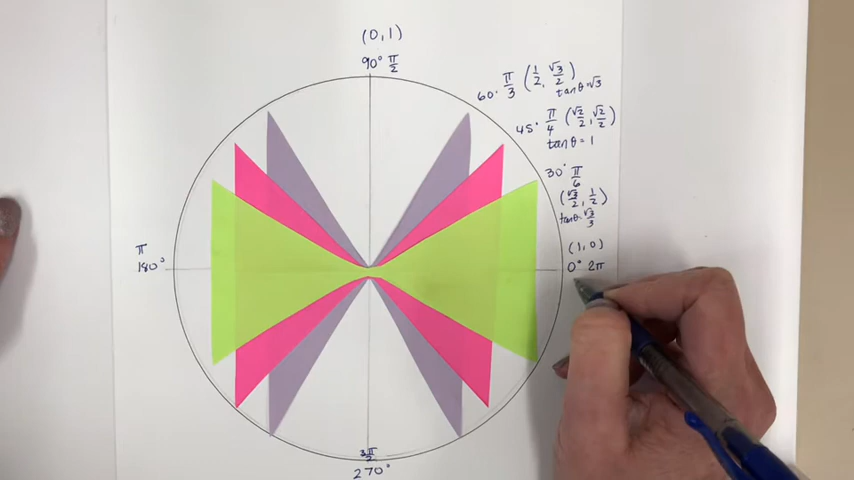 (0,1)
90° π/2
60° π/3 (1/2, √3/2)
tan θ = √3
45° π/4 (√2/2, √2/2)
tan θ = 1
30° π/6
(√3/2, 1/2)
tan θ = √3/3
(1,0)
0° 2π
π
180°
3π/2
270°